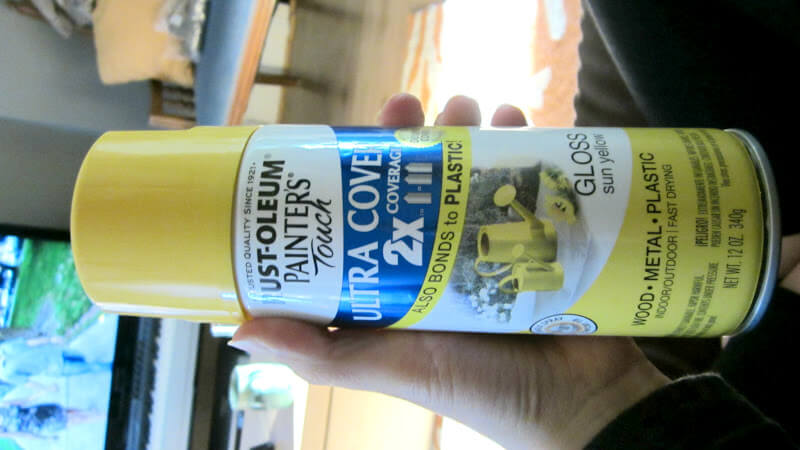 TRUSTED QUALITY SINCE 1921
RUST-OLEUM®
PAINTER'S
Touch
ULTRA COVER
2X COVERAGE
ALSO BONDS to PLASTIC!
GLOSS
sun yellow
WOOD • METAL • PLASTIC
INDOOR/OUTDOOR | FAST DRYING
NET WT. 12 OZ. 340g